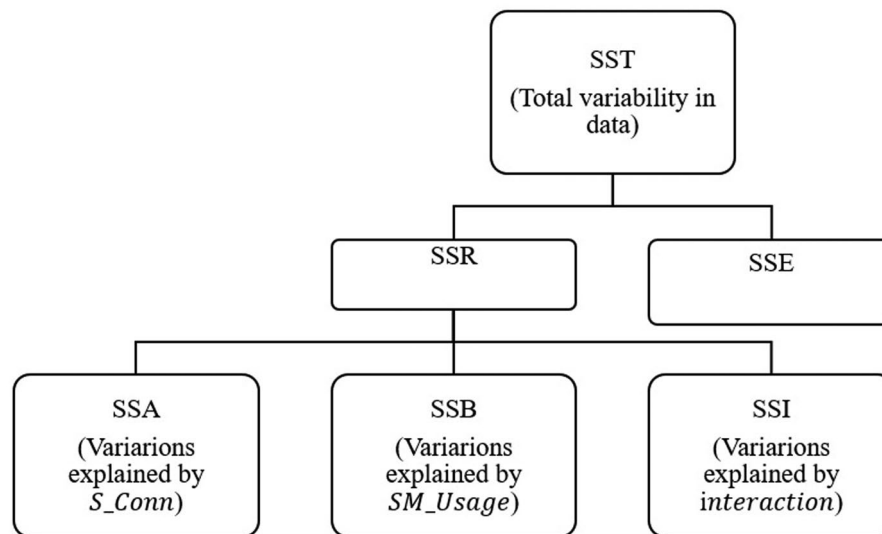 SST
(Total variability in
data)
SSR
SSE
SSA
(Variarions
explained by
S_Conn)
SSB
(Variarions
explained by
SM_Usage)
SSI
(Variarions
explained by
interaction)